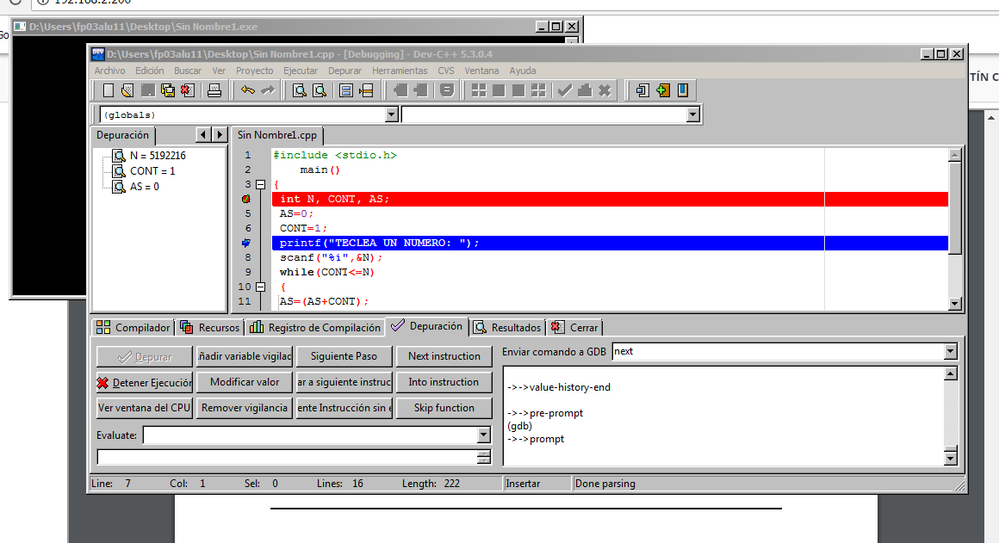 192.168.2.200
D:\Users\fp03alu11\Desktop\Sin Nombre1.exe
Go
TÍN C
D:\Users\fp03alu11\Desktop\Sin Nombre1.cpp - [Debugging] - Dev-C++ 5.3.0.4
Archivo Edición Buscar Ver Proyecto Ejecutar Depurar Herramientas CVS Ventana Ayuda
(globals)
Depuración
Sin Nombre1.cpp
N = 5192216
CONT = 1
AS = 0
1 #include <stdio.h>
2 main()
3 {
int N, CONT, AS;
5 AS=0;
6 CONT=1;
printf("TECLEA UN NUMERO: ");
8 scanf("%i",&N);
9 while(CONT<=N)
10 {
11 AS=(AS+CONT);
Compilador Recursos Registro de Compilación Depuración Resultados Cerrar
Depurar ñadir variable vigilac Siguiente Paso Next instruction
Detener Ejecución Modificar valor ar a siguiente instruc Into instruction
Ver ventana del CPU Remover vigilancia ente Instrucción sin e Skip function
Evaluate:
Enviar comando a GDB next
->->value-history-end
->->pre-prompt
(gdb)
->->prompt
Line: 7 Col: 1 Sel: 0 Lines: 16 Length: 222 Insertar Done parsing